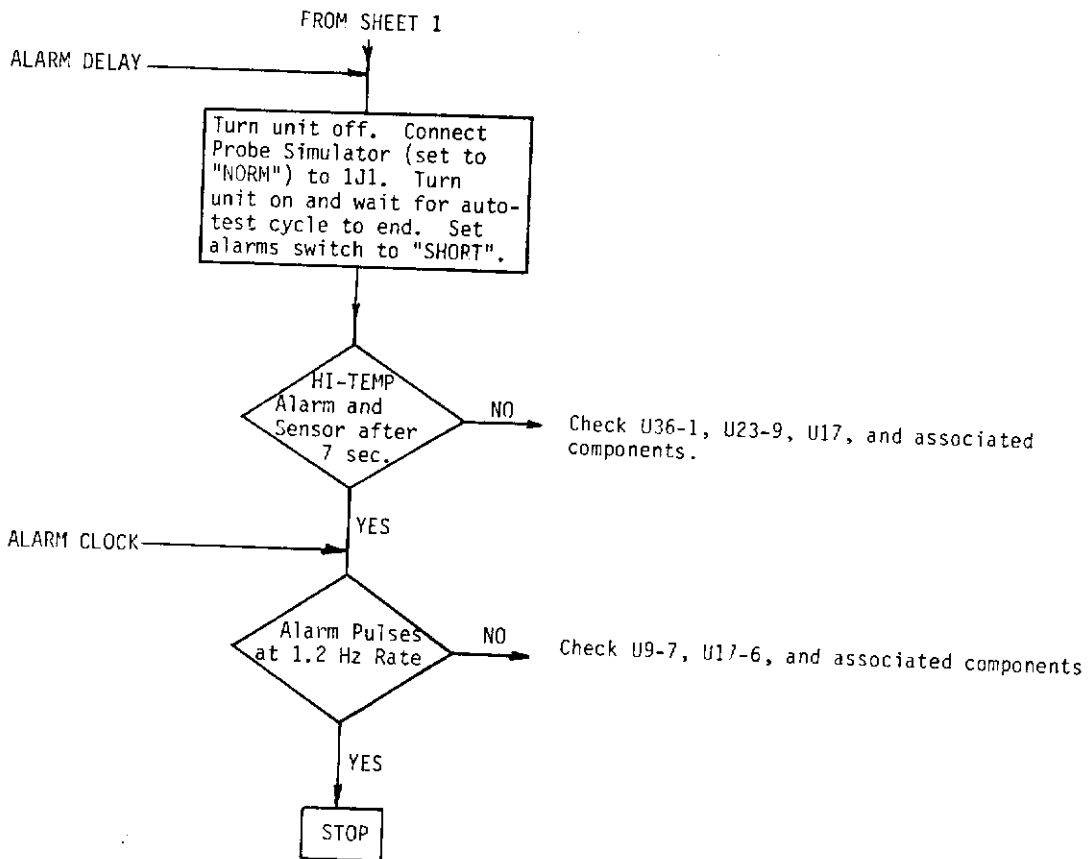 FROM SHEET 1
ALARM DELAY
Turn unit off. Connect
Probe Simulator (set to
"NORM") to 1J1. Turn
unit on and wait for auto-
test cycle to end. Set
alarms switch to "SHORT".
HI-TEMP
Alarm and
Sensor after
7 sec.
NO
Check U36-1, U23-9, U17, and associated
components.
YES
ALARM CLOCK
Alarm Pulses
at 1.2 Hz Rate
NO
Check U9-7, U17-6, and associated components
YES
STOP